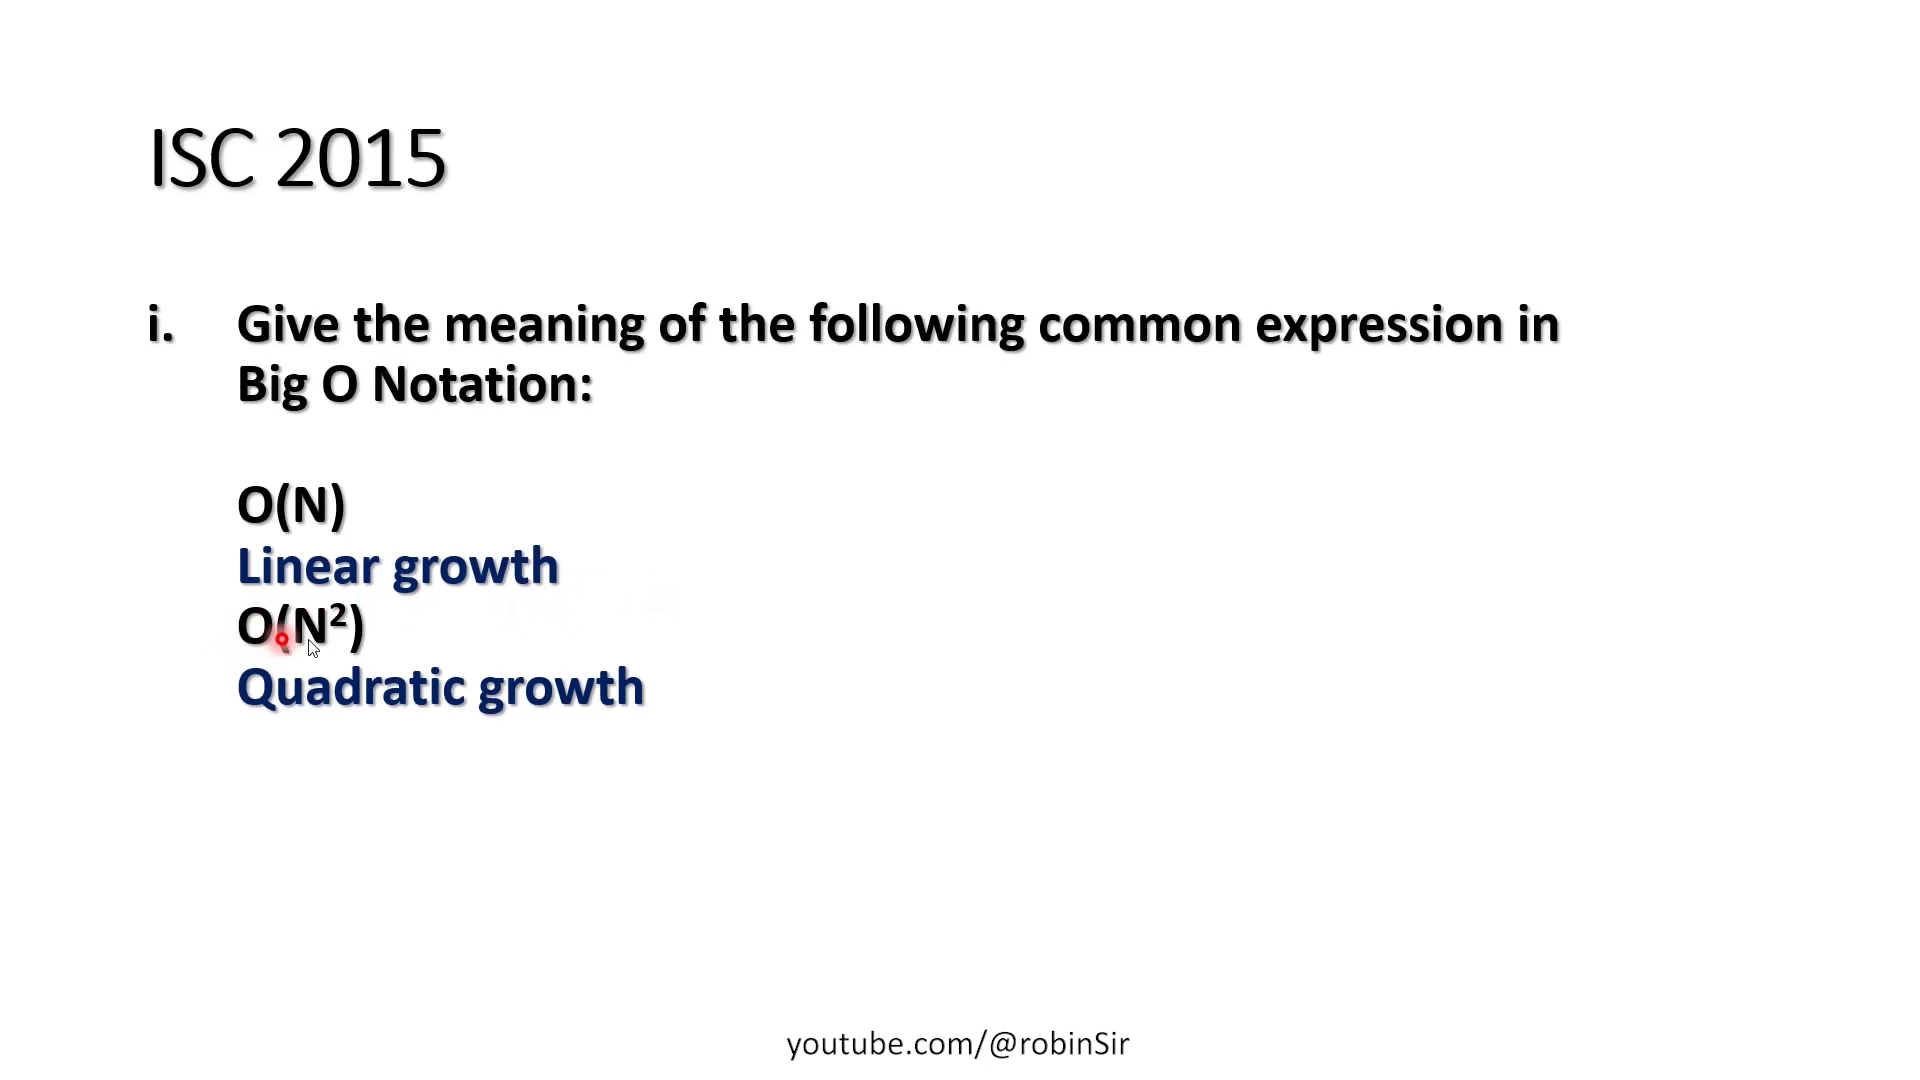 ISC 2015
i. Give the meaning of the following common expression in
Big O Notation:
O(N)
Linear growth
O(N²)
Quadratic growth
youtube.com/@robinSir